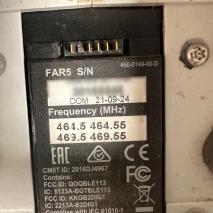 450-0149-00-D
FAR5 S/N
DOM: 21-09-24
Frequency (MHz)
464.5 464.55
469.5 469.55
EAC
CMIIT ID: 2016DJ4967
Contains:
FCC ID: QOQBLE113
IC: 5123A-BGTBLE113
FCC ID: KKGB2DIG1
IC: 2213A-B2DIG1
Complies with IEC 61010-1